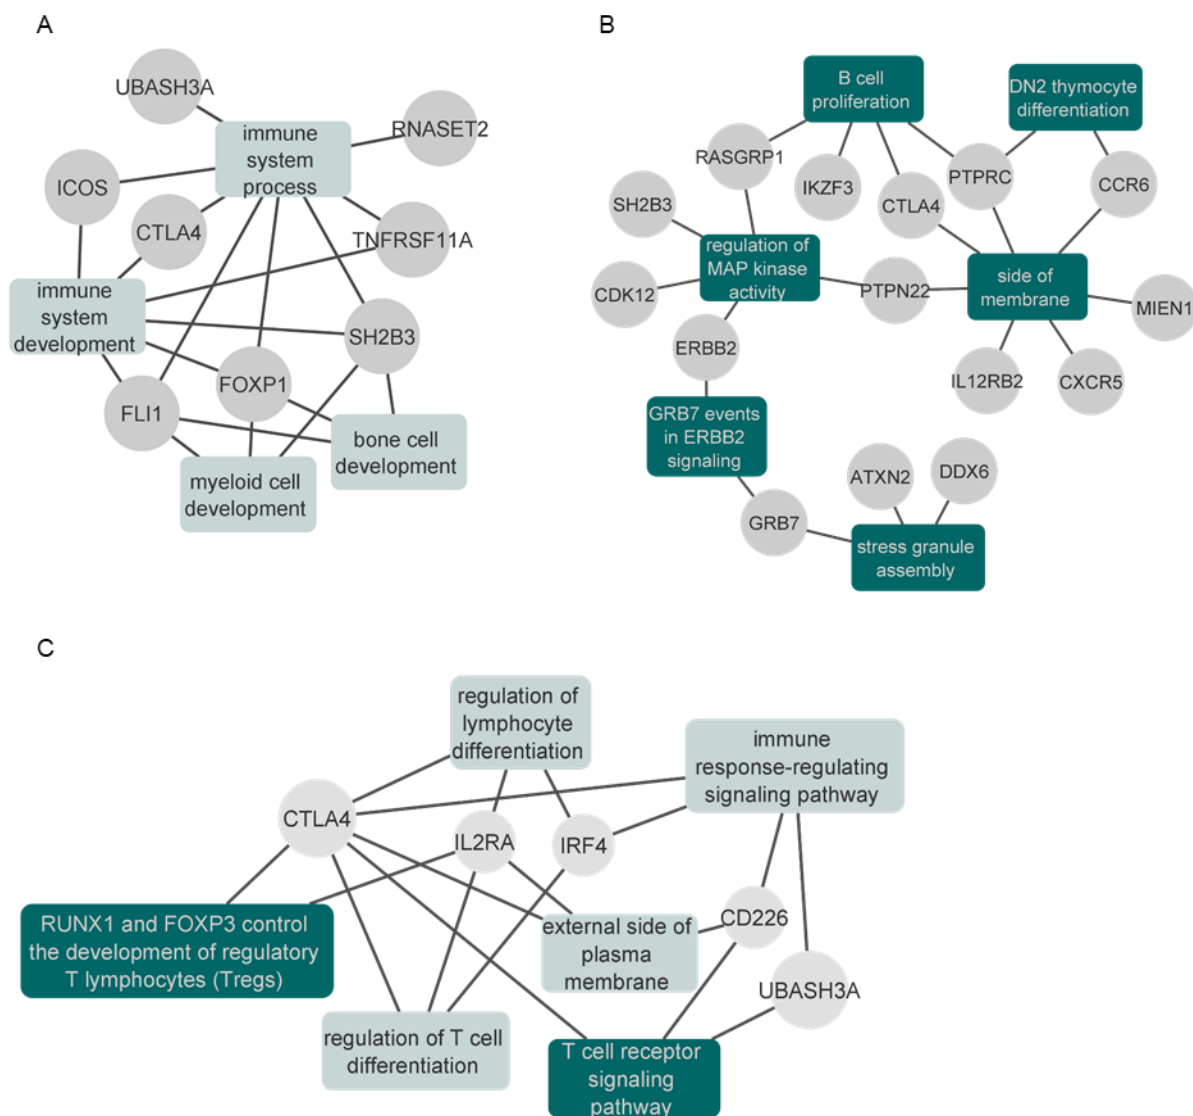 A
UBASH3A
RNASET2
immune
system
process
ICOS
CTLA4
TNFRSF11A
immune
system
development
SH2B3
FOXP1
FLI1
bone cell
development
myeloid cell
development
B
B cell
proliferation
DN2 thymocyte
differentiation
RASGRP1
IKZF3
PTPRC
CCR6
SH2B3
CTLA4
regulation of
MAP kinase
activity
side of
membrane
CDK12
PTPN22
MIEN1
ERBB2
IL12RB2
CXCR5
GRB7 events
in ERBB2
signaling
ATXN2
DDX6
GRB7
stress granule
assembly
C
regulation of
lymphocyte
differentiation
immune
response-regulating
signaling pathway
CTLA4
IL2RA
IRF4
RUNX1 and FOXP3 control
the development of regulatory
T lymphocytes (Tregs)
external side of
plasma
membrane
CD226
UBASH3A
regulation of T cell
differentiation
T cell receptor
signaling
pathway